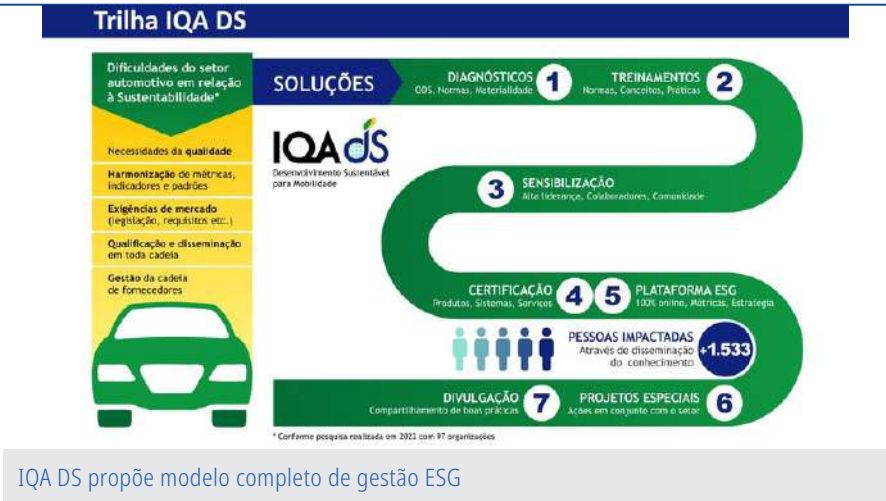 Trilha IQA DS
Dificuldades do setor
automotivo em relação
à Sustentabilidade*
Necessidades da qualidade
Harmonização de métricas,
indicadores e padrões
Exigências de mercado
(legislação, requisitos etc.)
Qualificação e disseminação
em toda cadeia
Gestão da cadeia
de fornecedores
SOLUÇÕES
IQA dS
Desenvolvimento Sustentável
para Mobilidade
DIAGNÓSTICOS
ODS, Normas, Materialidade
1
TREINAMENTOS
Normas, Conceitos, Práticas
2
3
SENSIBILIZAÇÃO
Alta liderança, Colaboradores, Comunidade
CERTIFICAÇÃO
Produtos, Sistemas, Serviços
4
5
PLATAFORMA ESG
100% online, Métricas, Estrategia
PESSOAS IMPACTADAS
Através de disseminação
do conhecimento
+1.533
DIVULGAÇÃO
Compartilhamento de boas práticas
7
PROJETOS ESPECIAIS
Ações em conjunto com o setor
6
* Conforme pesquisa realizada em 2022 com 97 organizações
IQA DS propõe modelo completo de gestão ESG